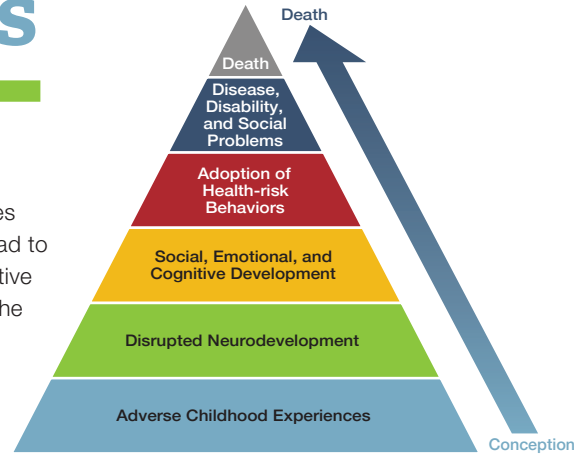 s
es
ad to
tive
he
Death
Death
Disease,
Disability,
and Social
Problems
Adoption of
Health-risk
Behaviors
Social, Emotional, and
Cognitive Development
Disrupted Neurodevelopment
Adverse Childhood Experiences
Conception